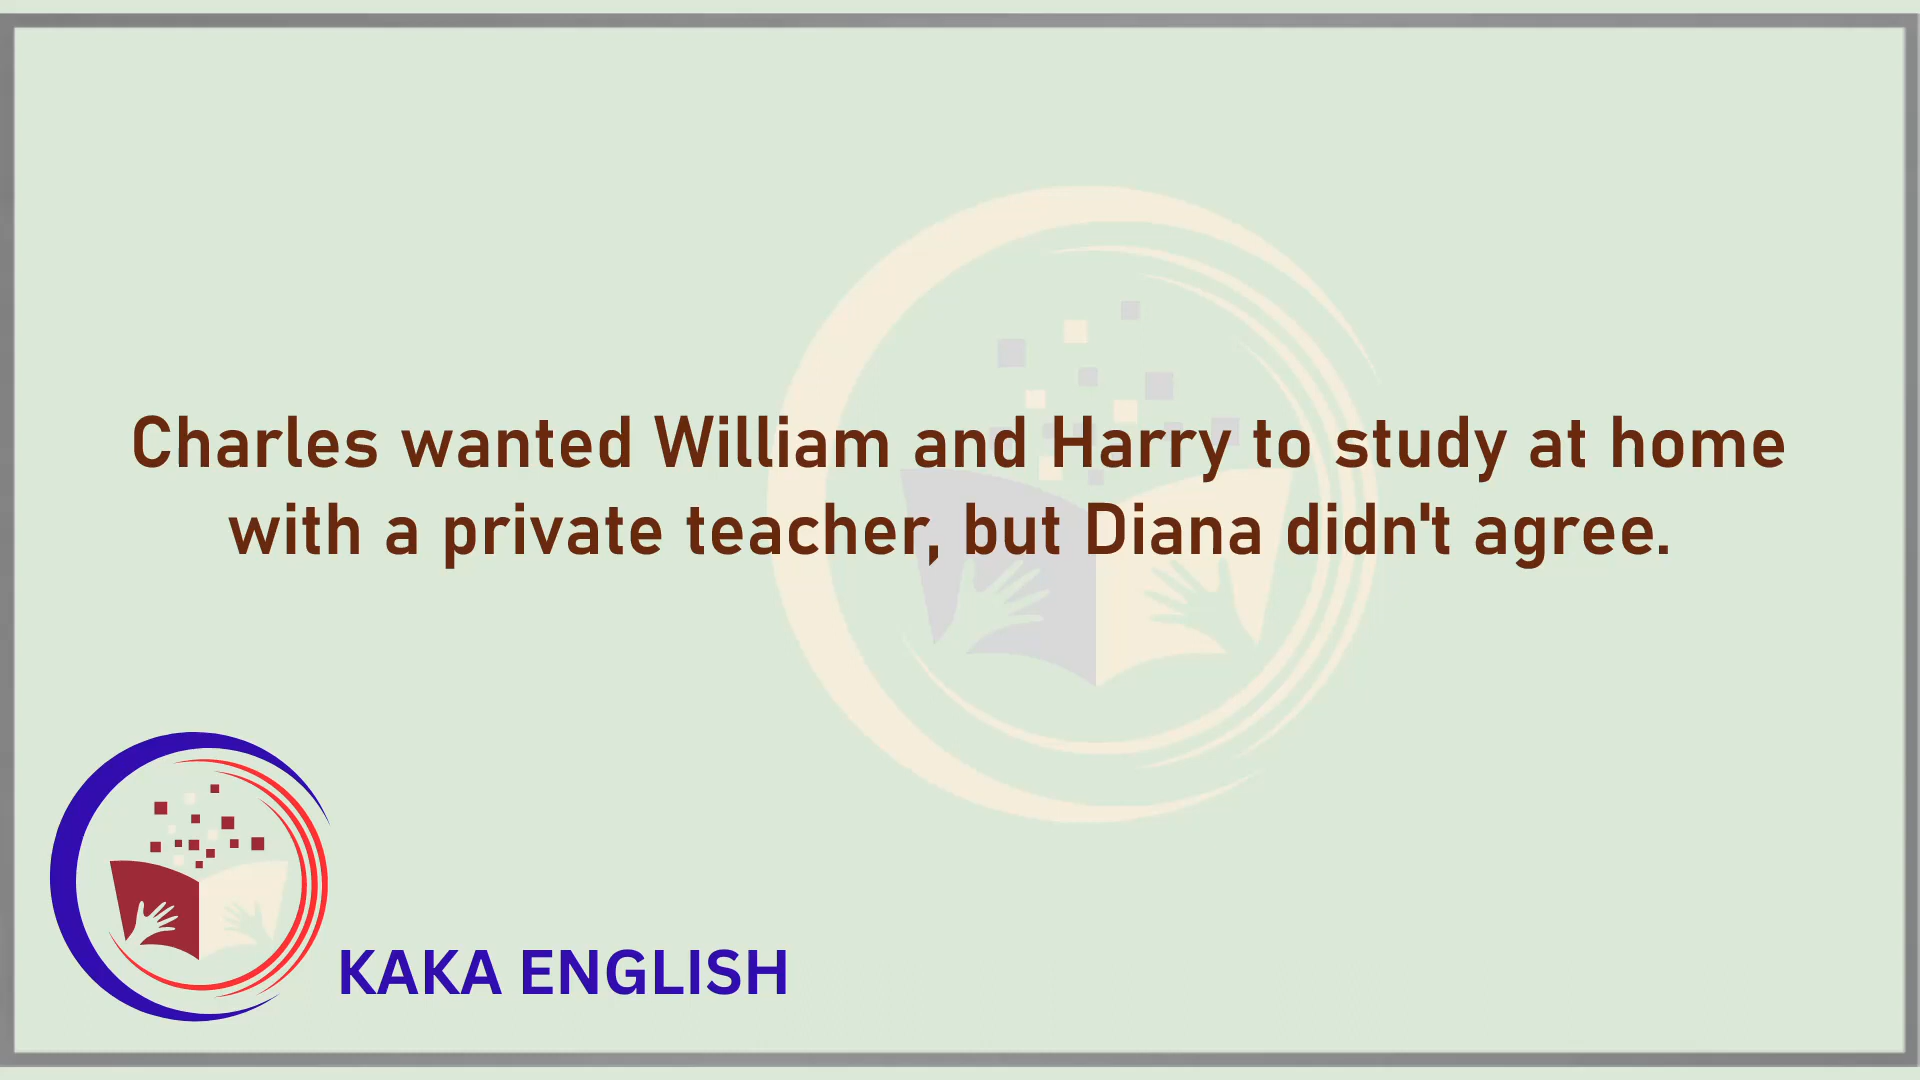 Charles wanted William and Harry to study at home
with a private teacher, but Diana didn't agree.
KAKA ENGLISH